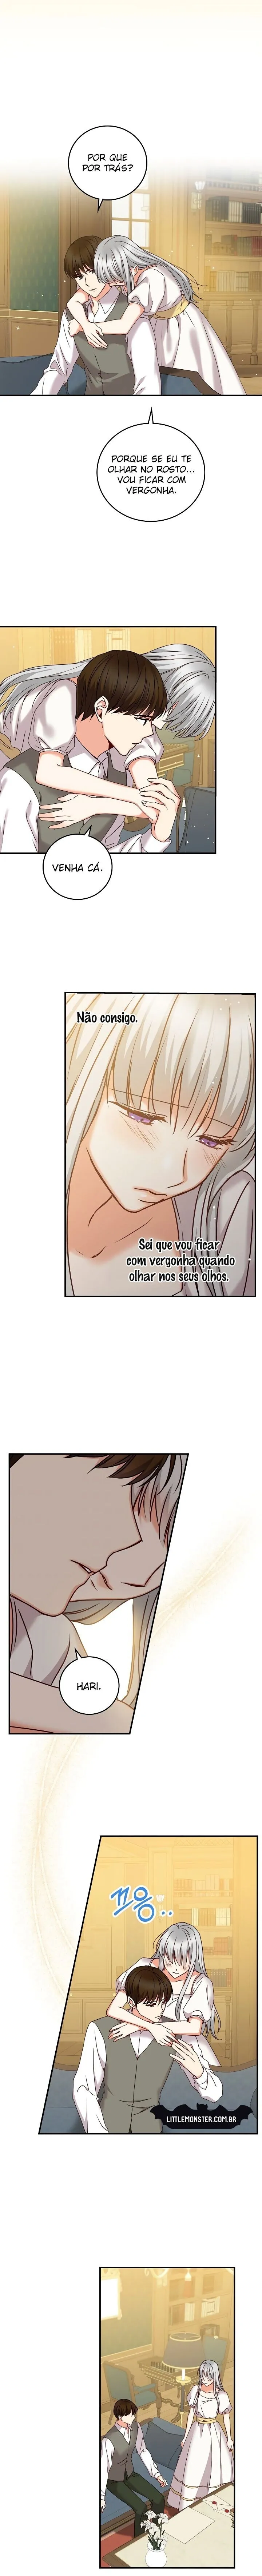 POR QUE
POR TRÁS?
PORQUE SE EU TE
OLHAR NO ROSTO...
VOU FICAR COM
VERGONHA.
VENHA CÁ.
Não consigo.
Sei que vou ficar
com vergonha quando
olhar nos seus olhos.
HARI.
끄응..
LITTLEMONSTER.COM.BR